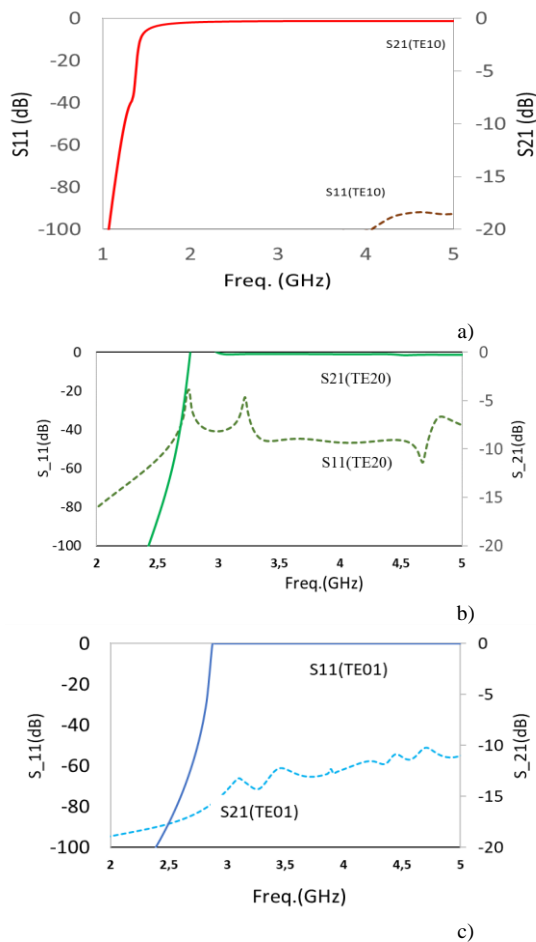 0
-20
-40
-60
-80
-100
S11 (dB)
0
-5
-10
-15
-20
S21 (dB)
S21(TE10)
S11(TE10)
1 2 3 4 5
Freq.(GHz)
a)
0
-20
-40
-60
-80
-100
S_11(dB)
0
-5
-10
-15
-20
S_21(dB)
S21(TE20)
S11(TE20)
2 2,5 3 3,5 4 4,5 5
Freq.(GHz)
b)
0
-20
-40
-60
-80
-100
S_11(dB)
0
-5
-10
-15
-20
S_21(dB)
S11(TE01)
S21(TE01)
2 2,5 3 3,5 4 4,5 5
Freq.(GHz)
c)